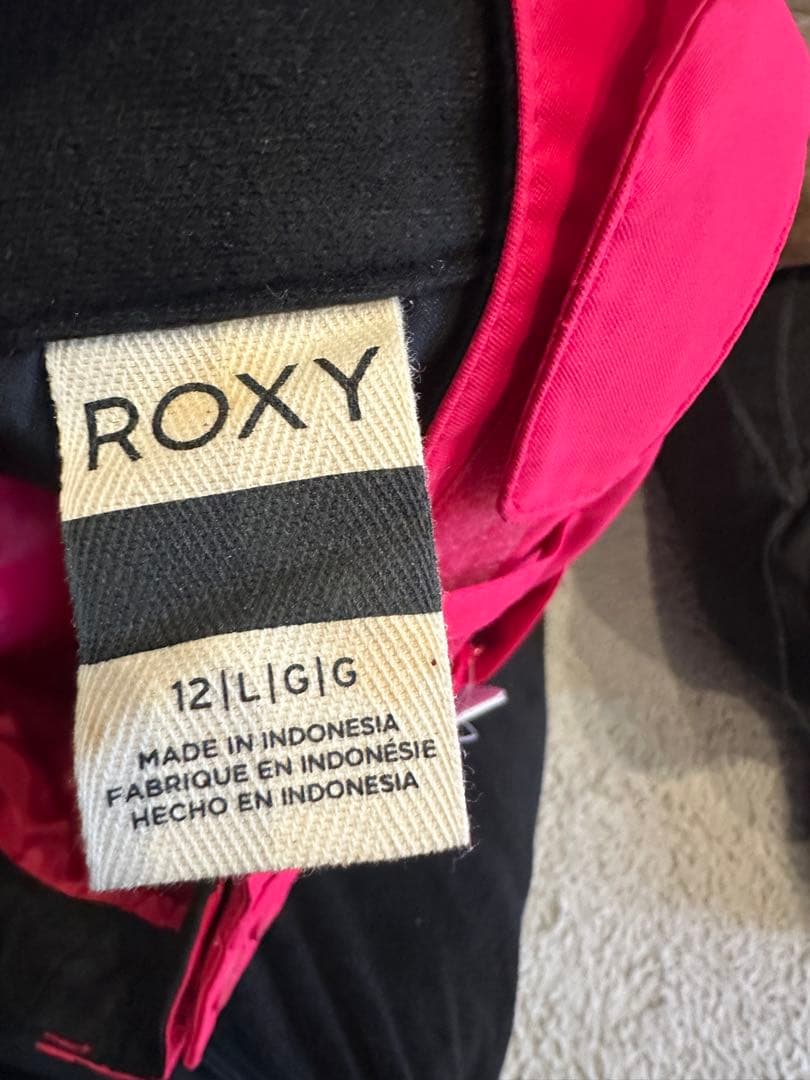 ROXY
12|L|G|G
MADE IN INDONESIA
FABRIQUE EN INDONÉSIE
HECHO EN INDONESIA